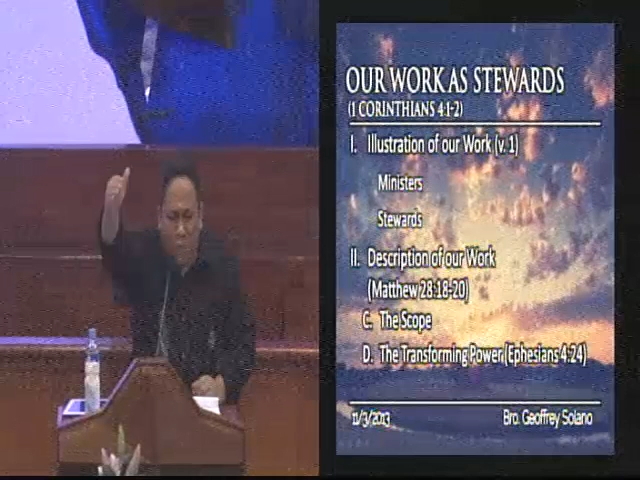 OUR WORK AS STEWARDS
(1 CORINTHIANS 4:1-2)
I. Illustration of our Work (v. 1)
Ministers
Stewards
II. Description of our Work
(Matthew 28:18-20)
C. The Scope
D. The Transforming Power (Ephesians 4:24)
11/3/2013
Bro. Geoffrey Solano